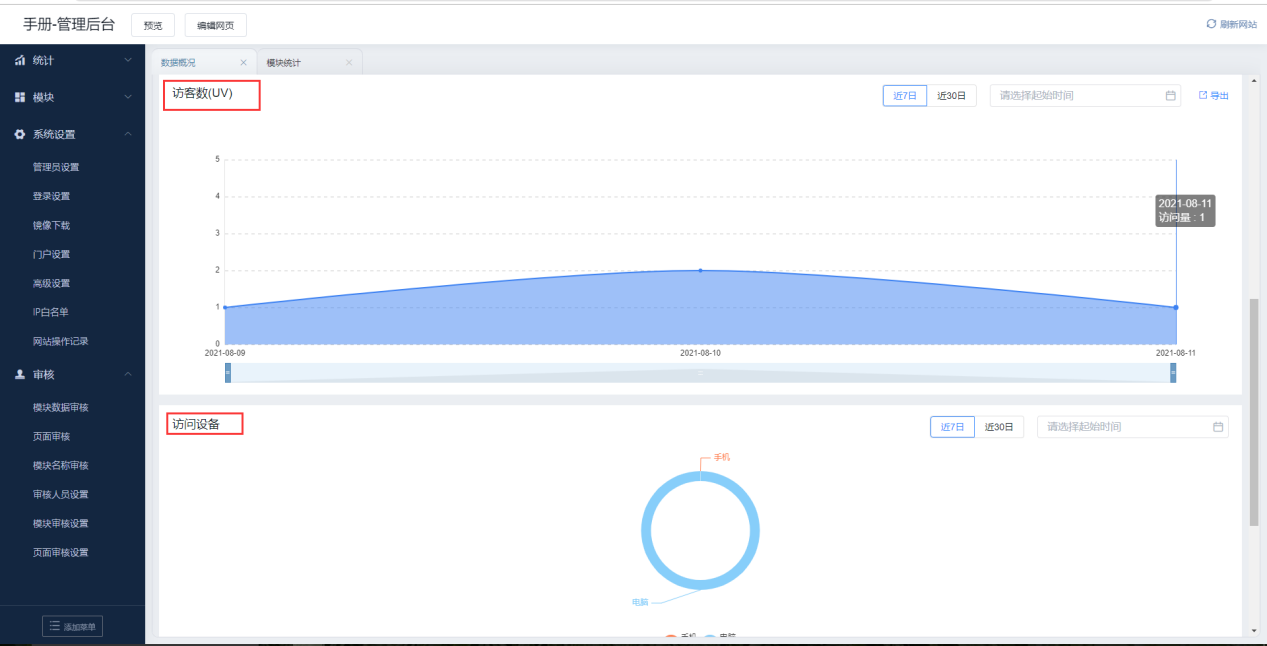 手册-管理后台 预览 编辑网页 刷新网站
统计
模块
系统设置
管理员设置
登录设置
镜像下载
门户设置
高级设置
IP白名单
网站操作记录
审核
模块数据审核
页面审核
模块名称审核
审核人员设置
模块审核设置
页面审核设置
添加菜单
数据概况 × 模块统计 ×
访客数(UV) 近7日 近30日 请选择起始时间 导出
5
4
3
2
1
0
2021-08-11
访问量 : 1
2021-08-09 2021-08-10 2021-08-11
访问设备 近7日 近30日 请选择起始时间
手机
电脑
手机 电脑